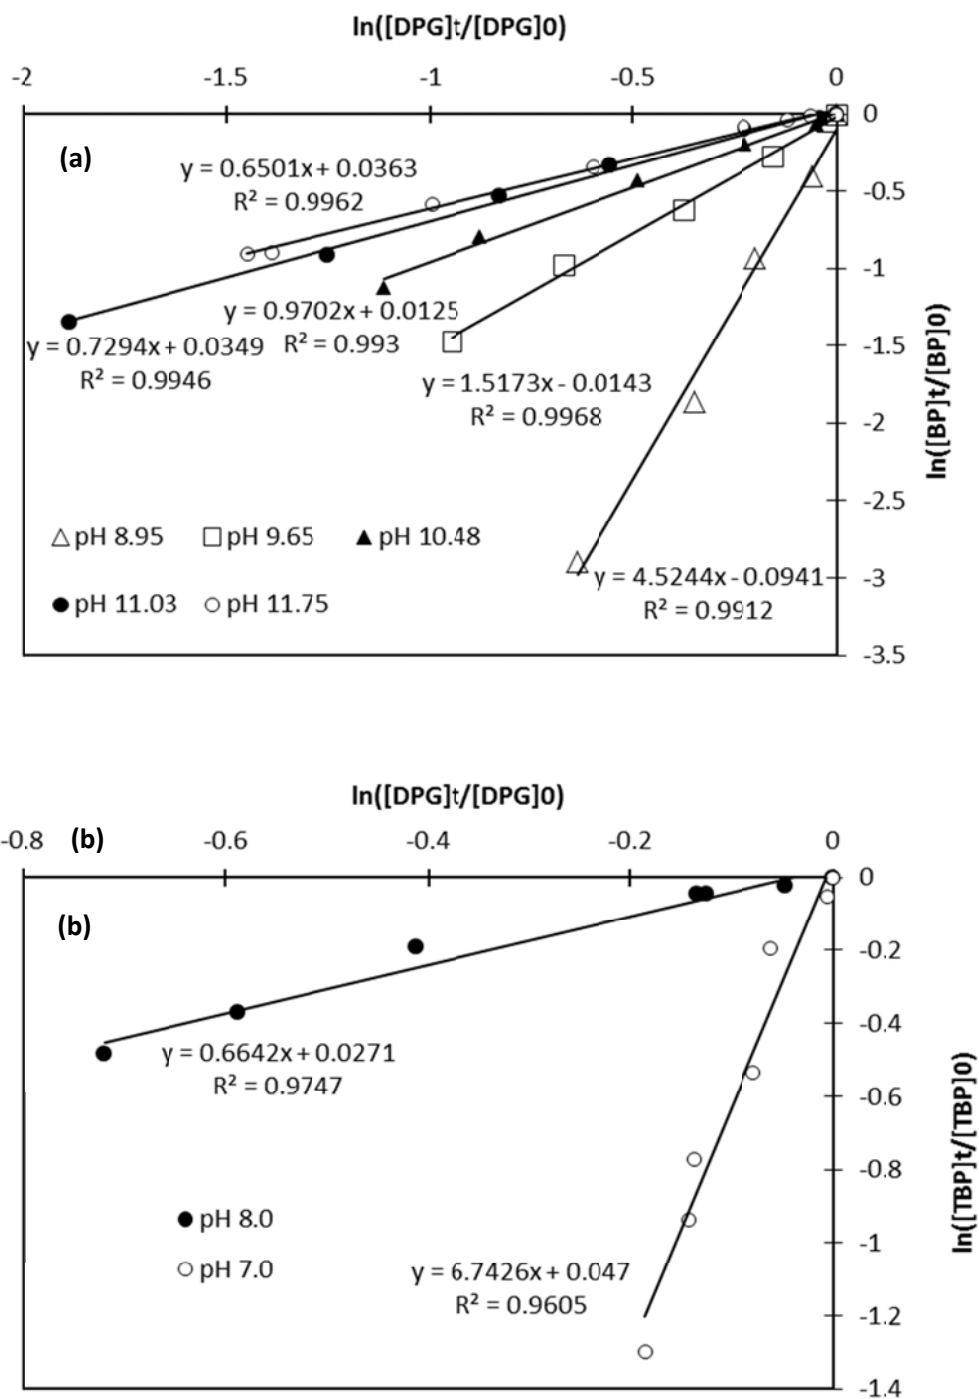 ln([DPG]t/[DPG]0)
-2 -1.5 -1 -0.5 0
0
(a)
y = 0.6501x + 0.0363
R² = 0.9962
-0.5
-1
y = 0.9702x + 0.0125
R² = 0.993
y = 0.7294x + 0.0349
R² = 0.9946
-1.5
y = 1.5173x - 0.0143
R² = 0.9968
-2
ln([BP]t/[BP]0)
-2.5
pH 8.95 pH 9.65 pH 10.48
y = 4.5244x - 0.0941
R² = 0.9912
-3
pH 11.03 pH 11.75
-3.5
ln([DPG]t/[DPG]0)
-0.8 (b) -0.6 -0.4 -0.2 0
0
(b)
-0.2
-0.4
y = 0.6642x + 0.0271
R² = 0.9747
-0.6
-0.8
ln([TBP]t/[TBP]0)
pH 8.0
-1
pH 7.0
y = 6.7426x + 0.047
R² = 0.9605
-1.2
-1.4